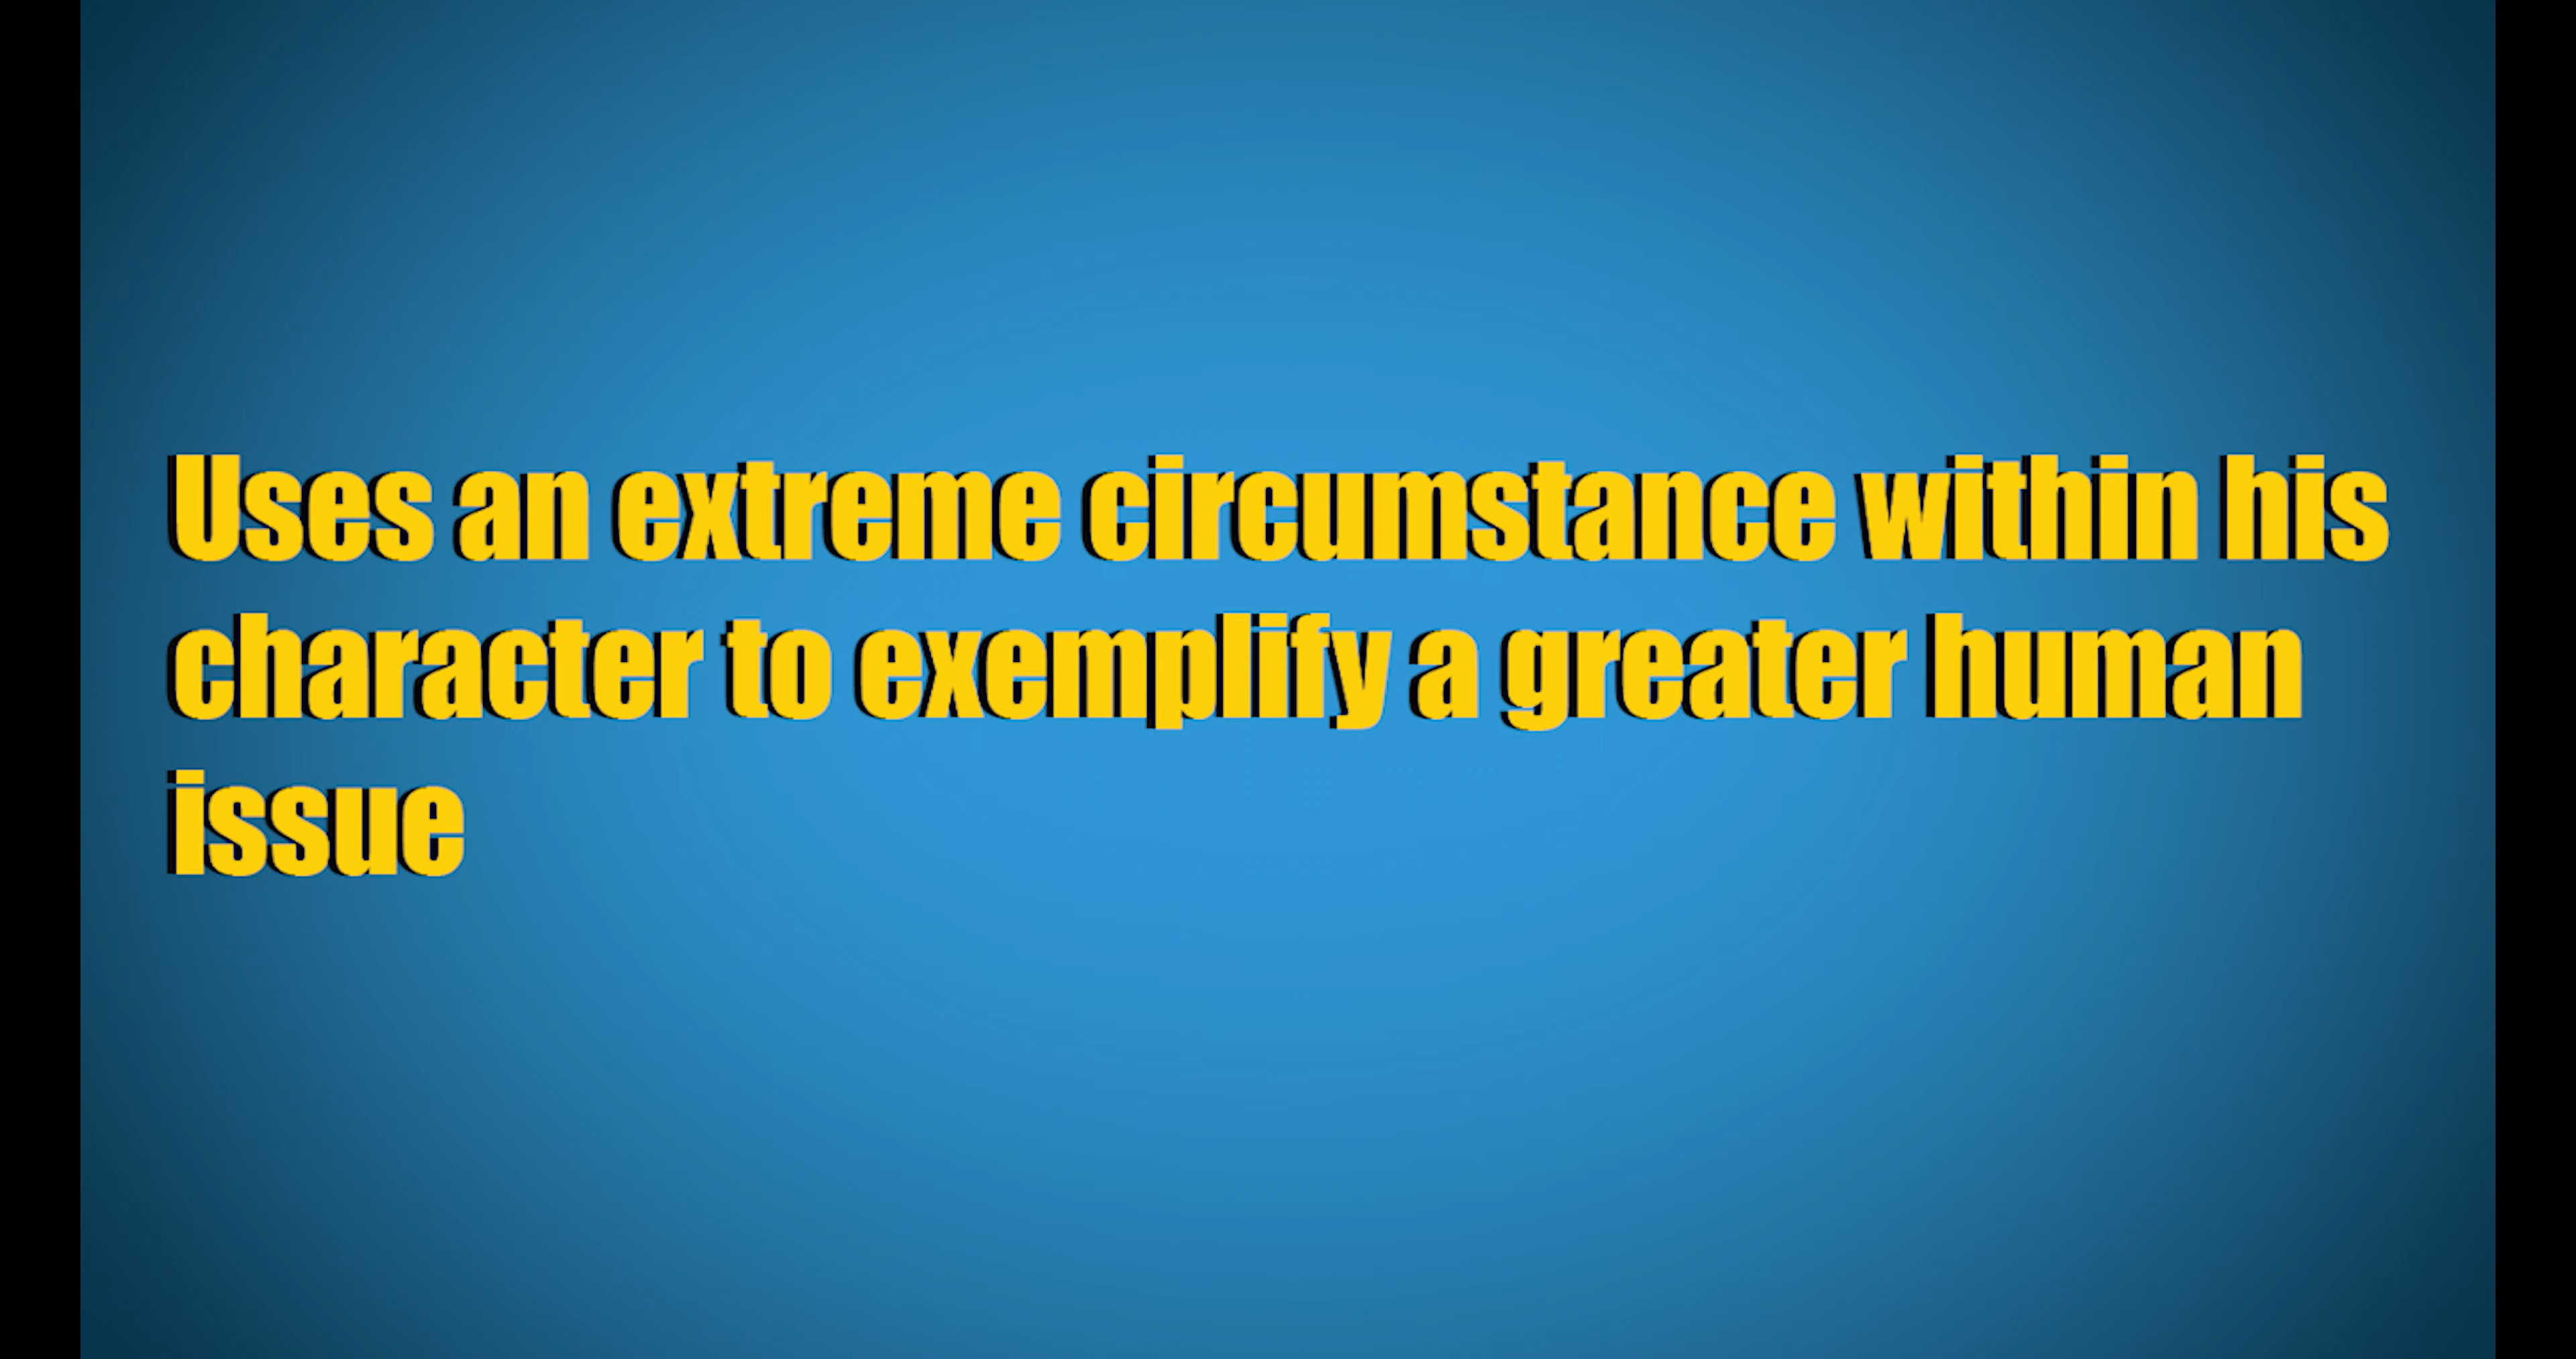 Uses an extreme circumstance within his
character to exemplify a greater human
issue